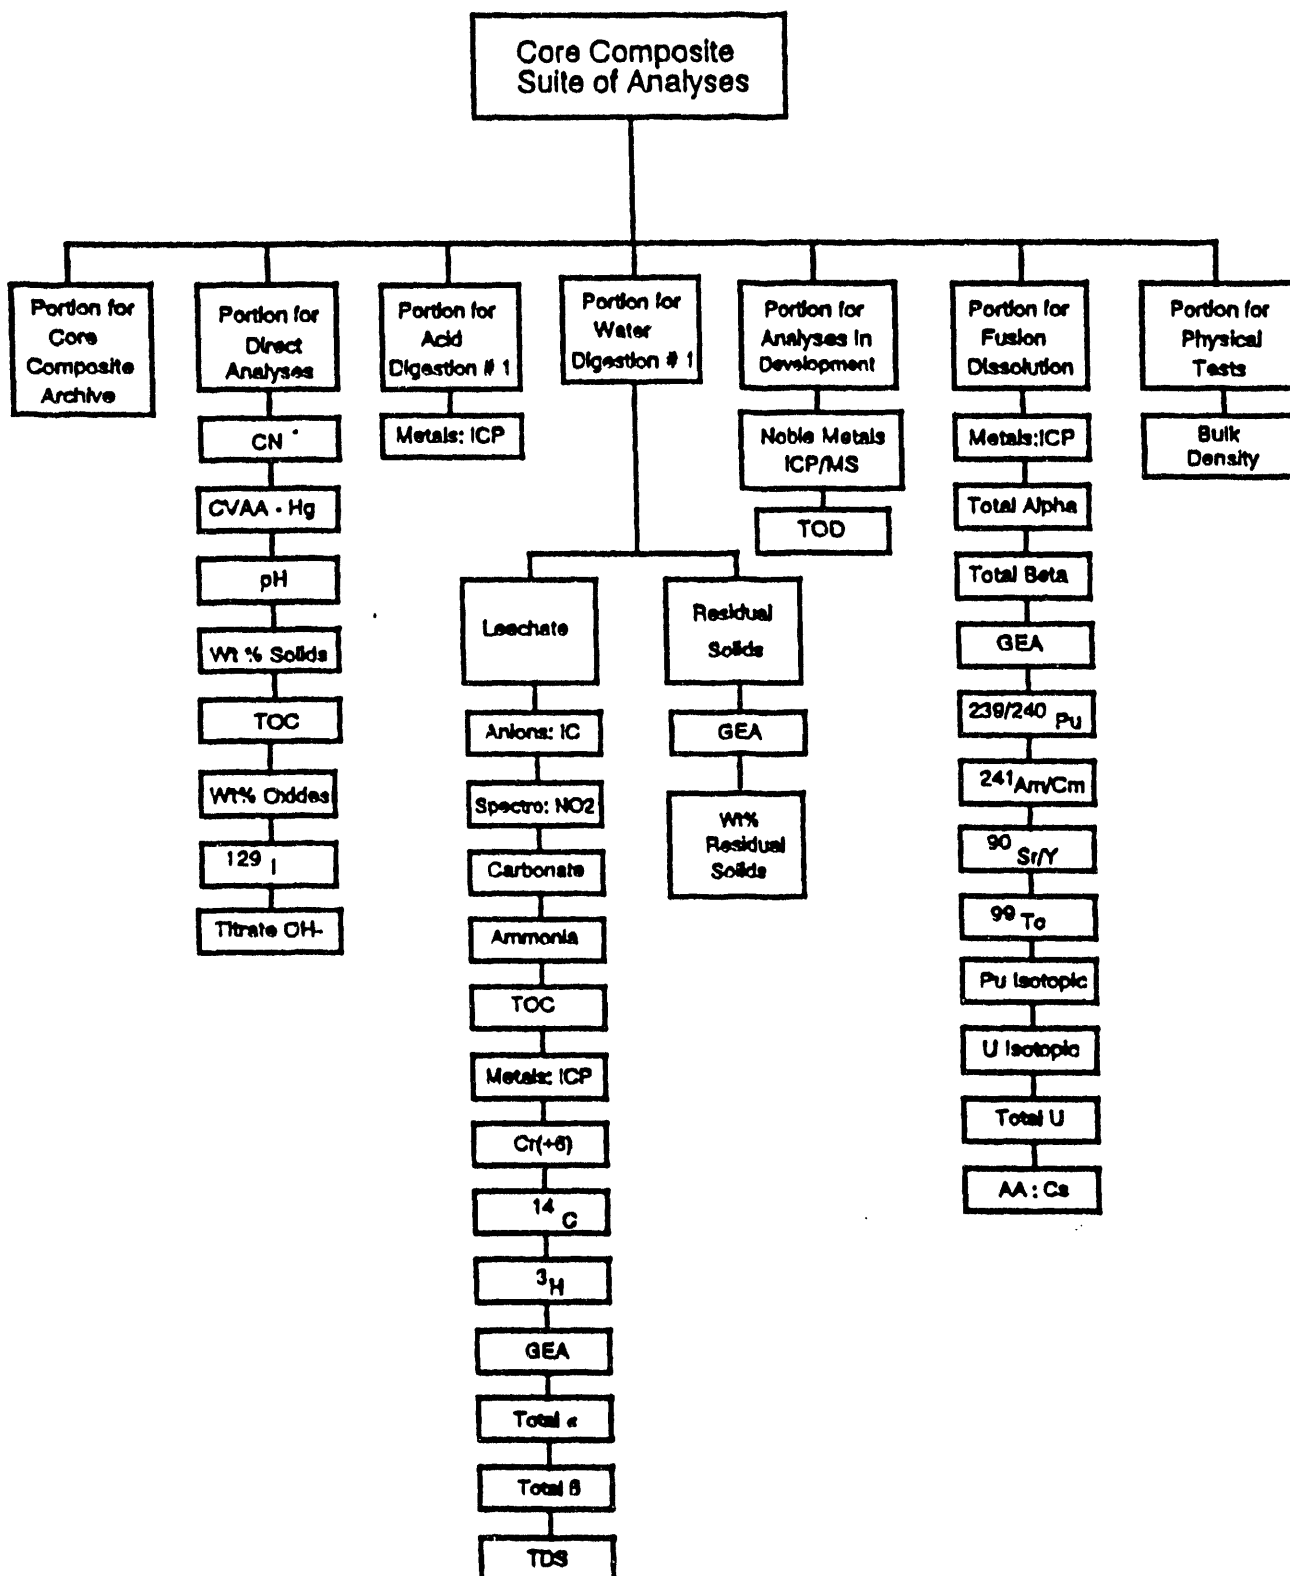 Core Composite
Suite of Analyses
Portion for
Core
Composite
Archive
Portion for
Direct
Analyses
CN
CVAA - Hg
pH
Wt % Solids
TOC
Wt% Oxides
129 I
Titrate OH-
Portion for
Acid
Digestion # 1
Metals: ICP
Portion for
Water
Digestion # 1
Leechate
Anions: IC
Spectro: NO2
Carbonate
Ammonia
TOC
Metals: ICP
Cr(+6)
14 C
3H
GEA
Total α
Total β
TDS
Residual
Solids
GEA
Wt%
Residual
Solids
Portion for
Analyses in
Development
Noble Metals
ICP/MS
TOD
Portion for
Fusion
Dissolution
Metals:ICP
Total Alpha
Total Beta
GEA
239/240 Pu
241Am/Cm
90 Sr/Y
99 Tc
Pu Isotopic
U Isotopic
Total U
AA : Cs
Portion for
Physical
Tests
Bulk
Density